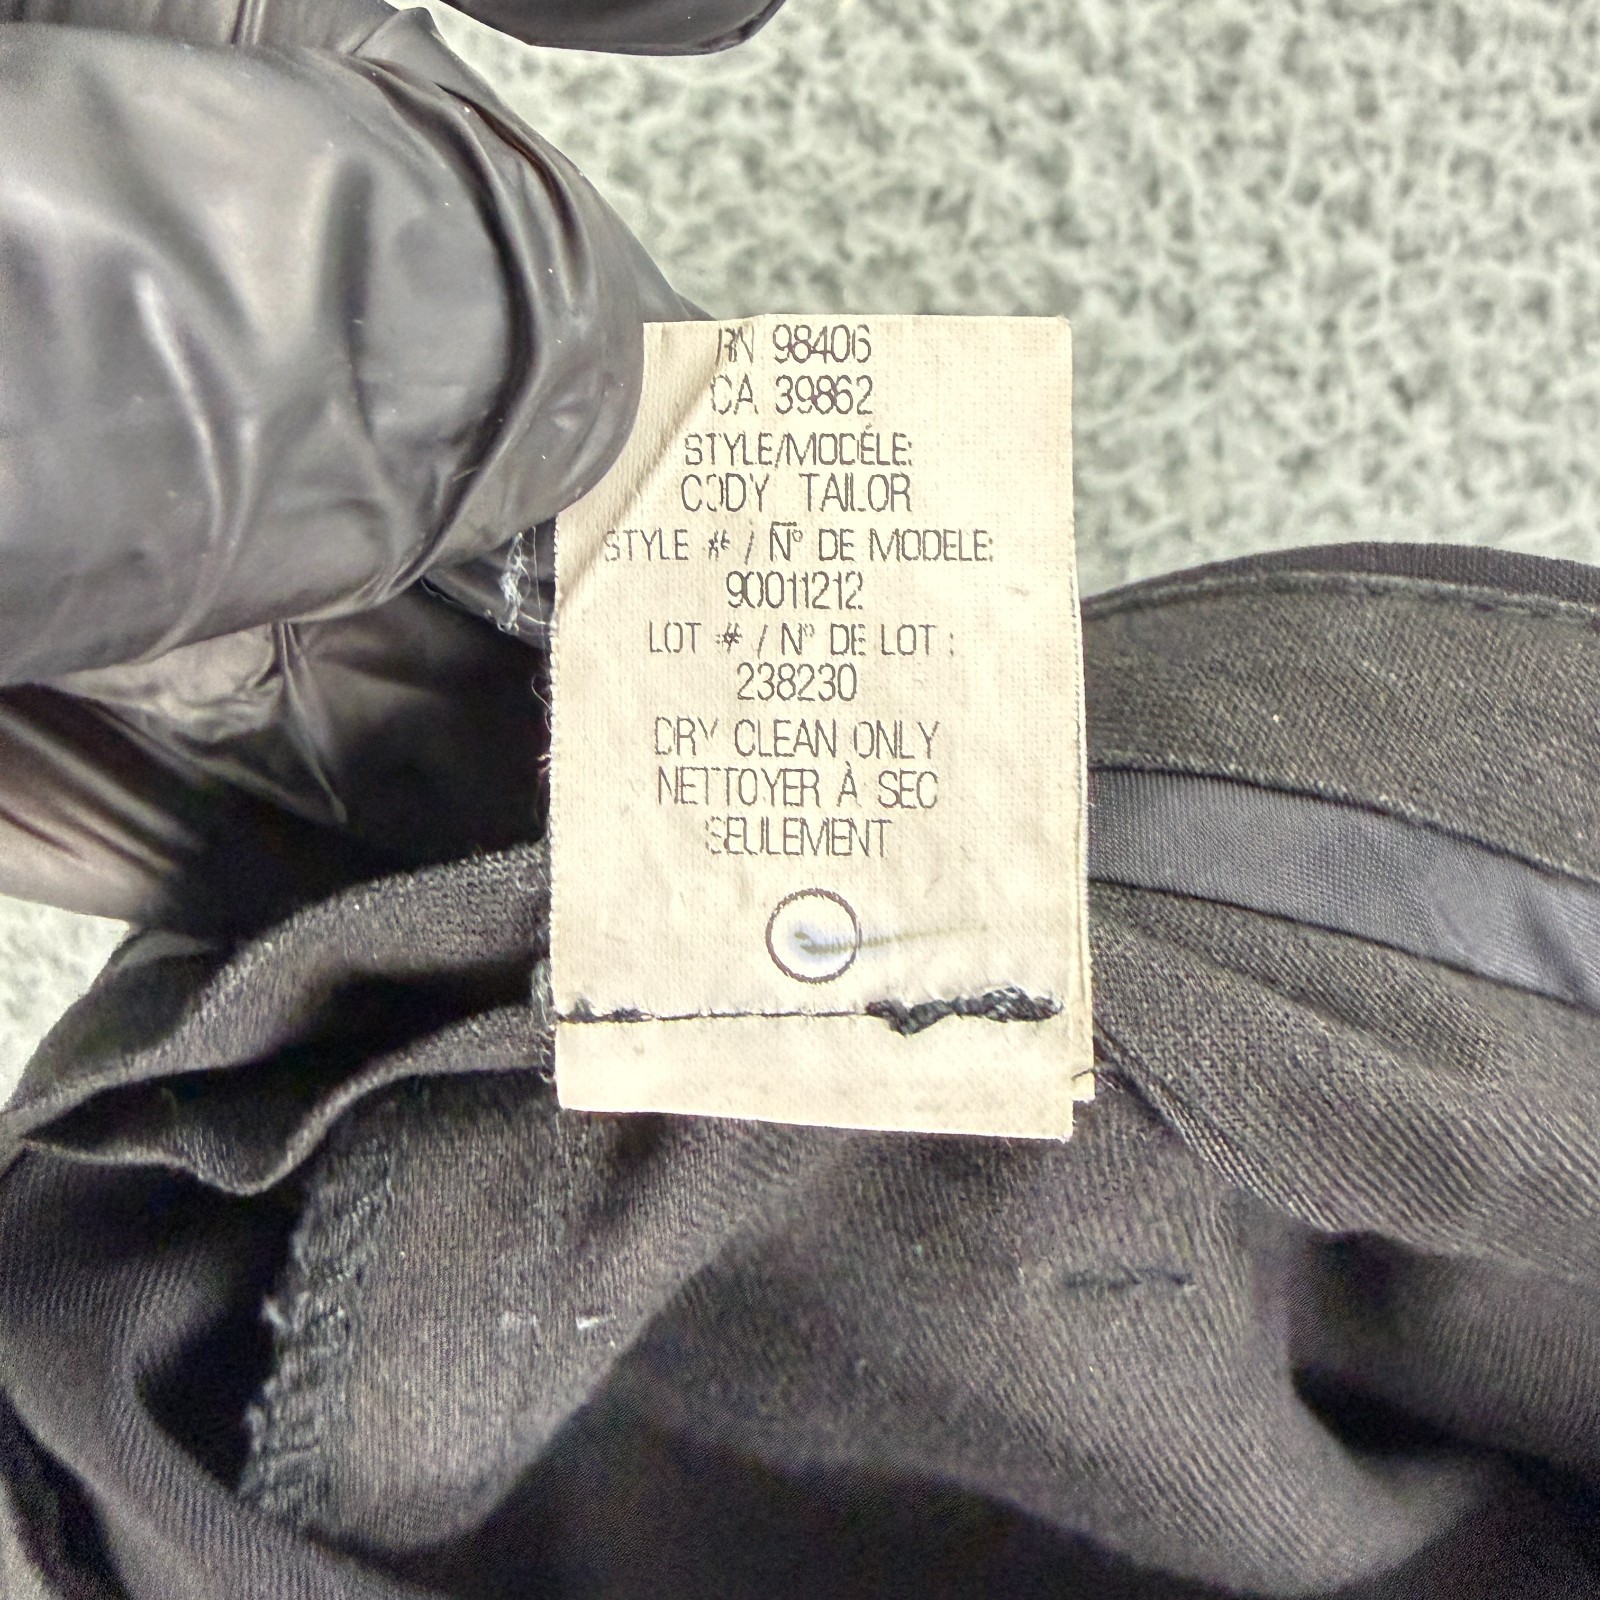 RN 98406
CA 39862
STYLE/MODÉLE:
CODY TAILOR
STYLE # / Nº DE MODELE:
90011212
LOT # / Nº DE LOT :
238230
DRY CLEAN ONLY
NETTOYER À SEC
SEULEMENT